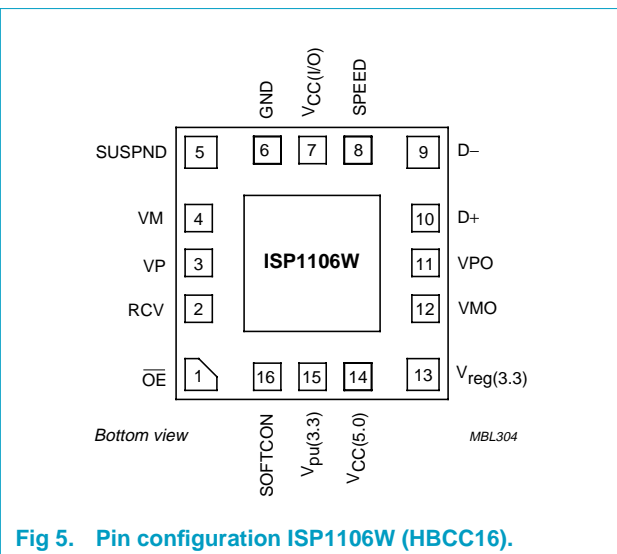 GND
VCC(I/O)
SPEED
SUSPND 5 6 7 8 9 D−
VM 4 10 D+
VP 3 ISP1106W 11 VPO
RCV 2 12 VMO
OE 1 16 15 14 13 Vreg(3.3)
Bottom view
SOFTCON
Vpu(3.3)
VCC(5.0)
MBL304
Fig 5. Pin configuration ISP1106W (HBCC16).